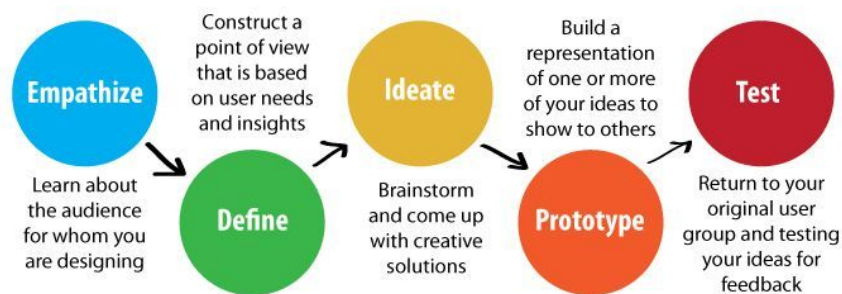 Empathize
Learn about
the audience
for whom you
are designing
Construct a
point of view
that is based
on user needs
and insights
Define
Ideate
Brainstorm
and come up
with creative
solutions
Build a
representation
of one or more
of your ideas to
show to others
Prototype
Test
Return to your
original user
group and testing
your ideas for
feedback